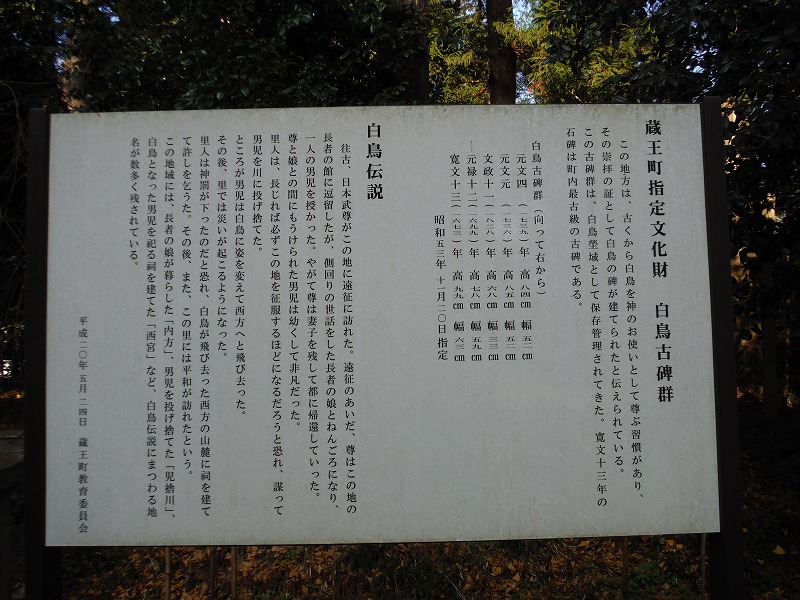 蔵王町指定文化財　白鳥古碑群
この地方は、古くから白鳥を神のお使いとして尊ぶ習慣があり、
その崇拝の証として白鳥の碑が建てられたと伝えられている。
この古碑群は、白鳥塋域として保存管理されてきた。寛文十三年の
石碑は町内最古級の古碑である。
白鳥古碑群（向って右から）
元文四（一七三九）年　高八四㎝　幅五二㎝
元文元（一七三六）年　高八五㎝　幅五二㎝
文政十一（一八二八）年　高六八㎝　幅三三㎝
元禄十二（一六九九）年　高七八㎝　幅五九㎝
寛文十三（一六七三）年　高九九㎝　幅六三㎝
昭和五三年　十一月二〇日指定
白鳥伝説
往古、日本武尊がこの地に遠征に訪れた。遠征のあいだ、尊はこの地の
長者の館に逗留したが、側回りの世話をした長者の娘とねんごろになり、
一人の男児を授かった。やがて尊は妻子を残して都に帰還していった。
尊と娘との間にもうけられた男児は幼くして非凡だった。
里人は、長じれば必ずこの地を征服するほどになるだろうと恐れ、謀って
男児を川に投げ捨てた。
ところが男児は白鳥に姿を変えて西方へと飛び去った。
その後、里では災いが起こるようになった。
里人は神罰が下ったのだと恐れ、白鳥が飛び去った西方の山麓に祠を建て
て許しを乞うた。その後、また、この里には平和が訪れたという。
この地域には、長者の娘が暮らした「内方」、男児を投げ捨てた「児捨川」、
白鳥となった男児を祀る祠を建てた「西宮」など、白鳥伝説にまつわる地
名が数多く残されている。
平成二〇年五月二四日　蔵王町教育委員会